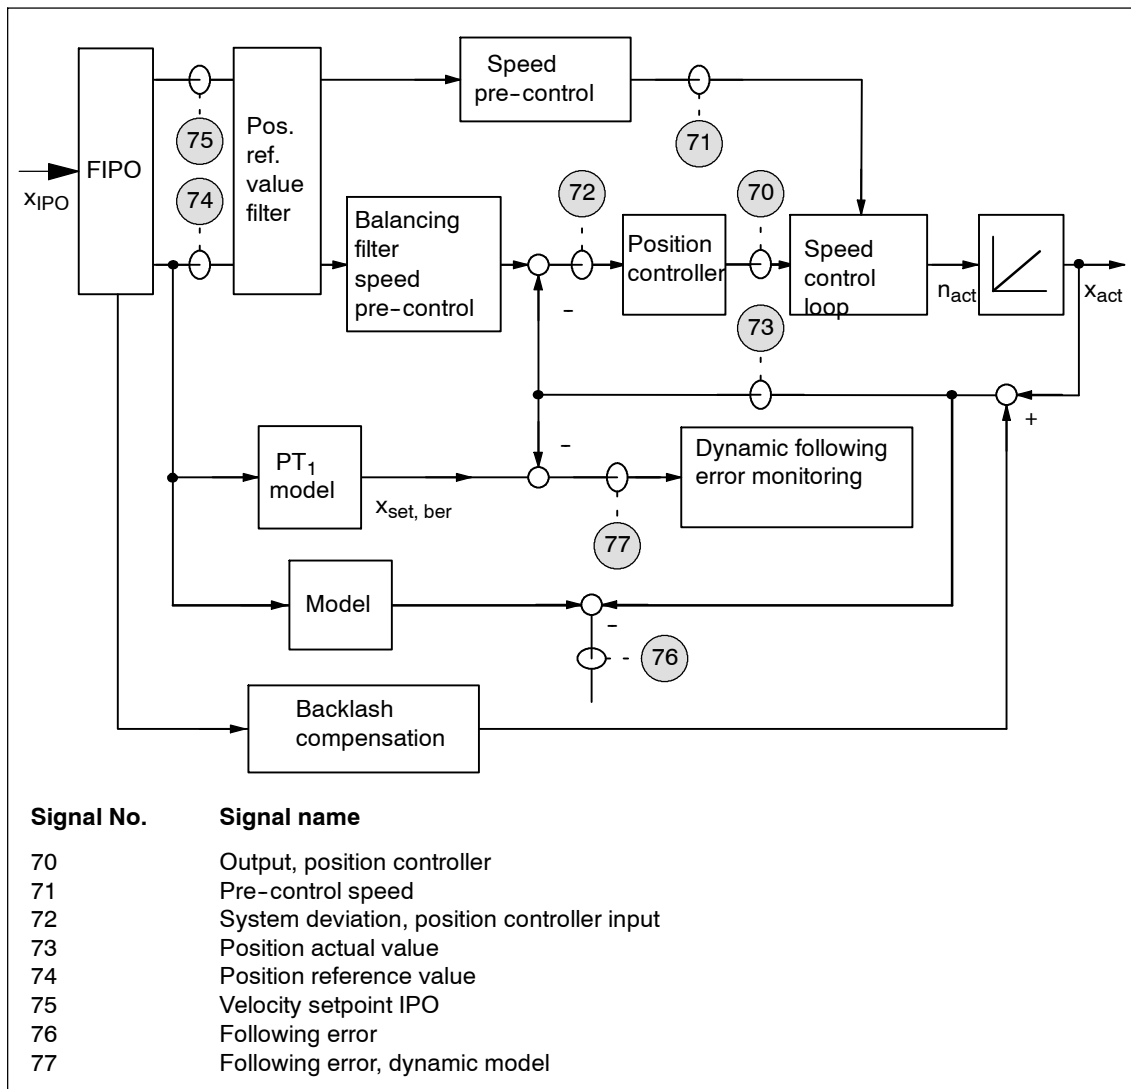 Speed
pre-control
75
71
Pos.
ref.
value
filter
FIPO
x_IPO
74
72
70
Balancing
filter
speed
pre-control
Position
controller
Speed
control
loop
n_act
x_act
–
73
+
–
PT1
model
x_set, ber
Dynamic following
error monitoring
77
Model
–
76
Backlash
compensation
Signal No. Signal name
70 Output, position controller
71 Pre-control speed
72 System deviation, position controller input
73 Position actual value
74 Position reference value
75 Velocity setpoint IPO
76 Following error
77 Following error, dynamic model